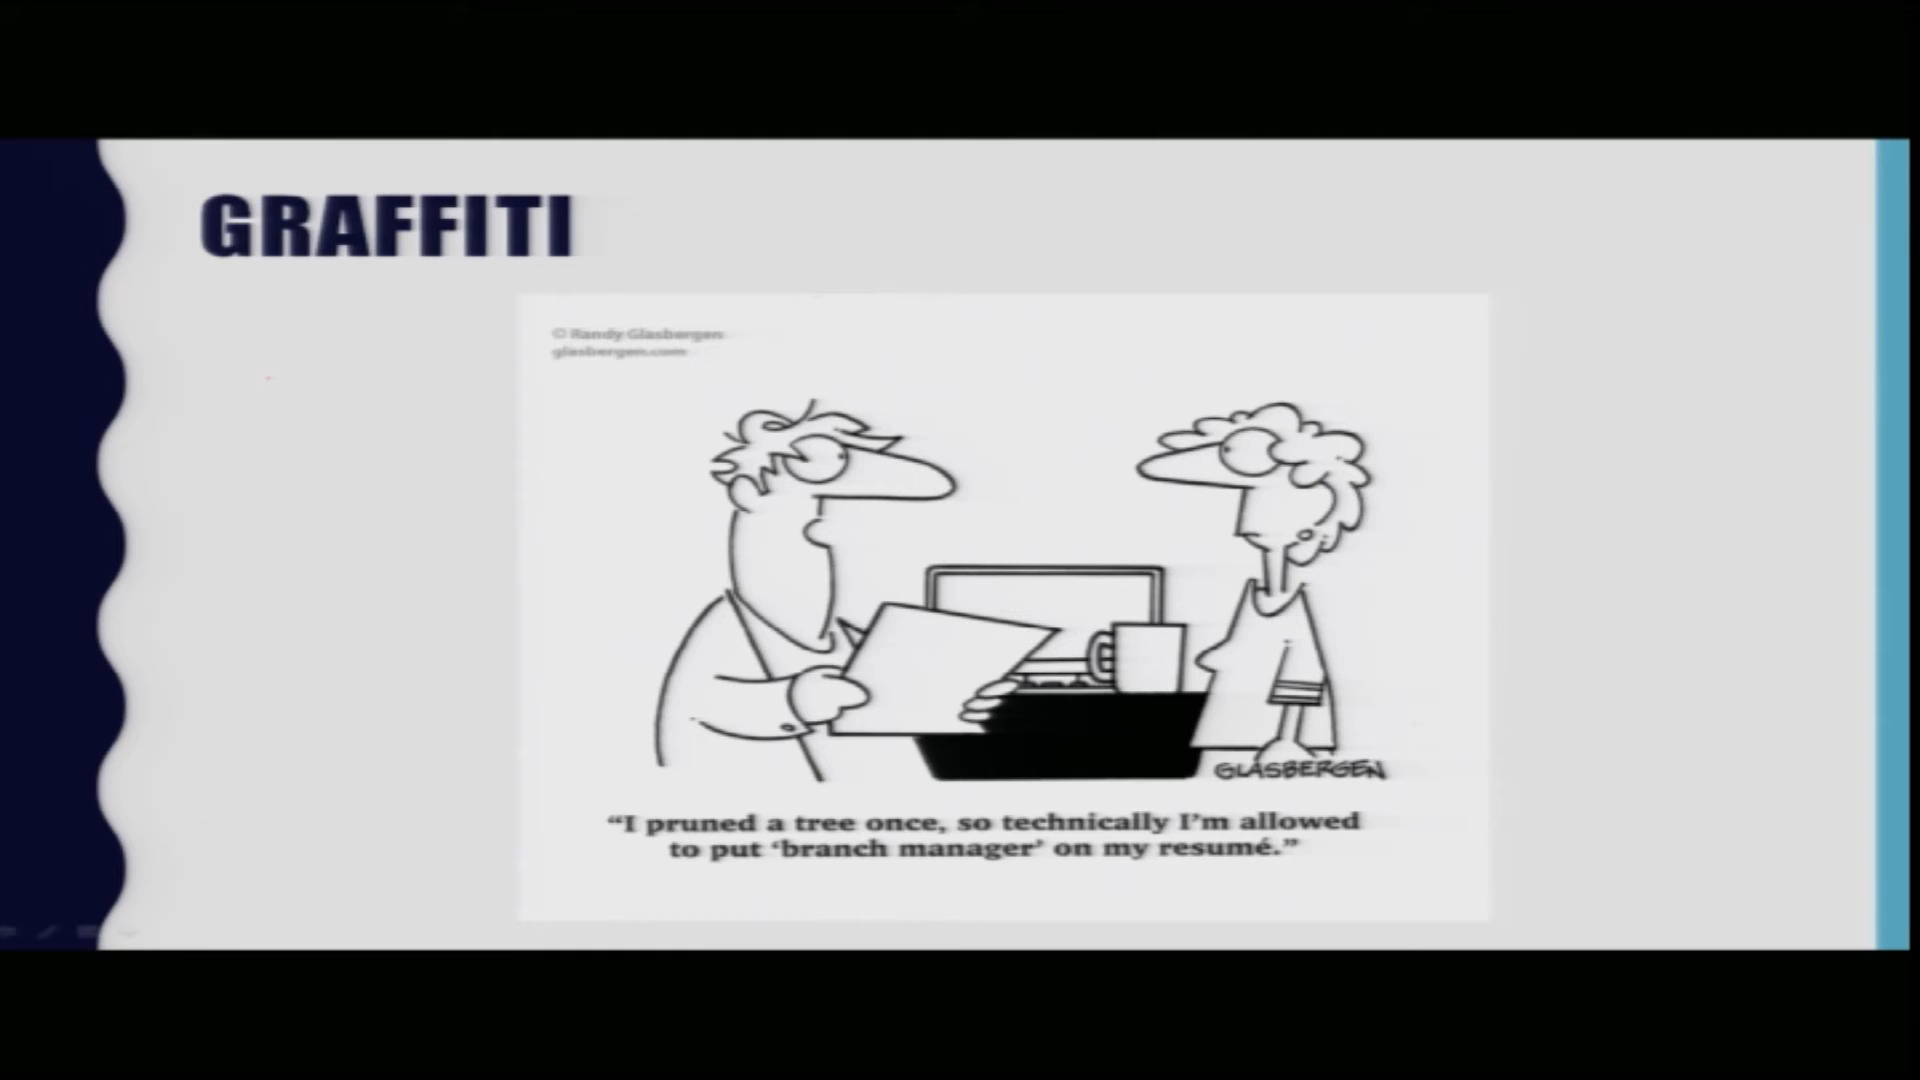 GRAFFITI
© Randy Glasbergen
glasbergen.com
GLASBERGEN
“I pruned a tree once, so technically I’m allowed
to put ‘branch manager’ on my resumé.”